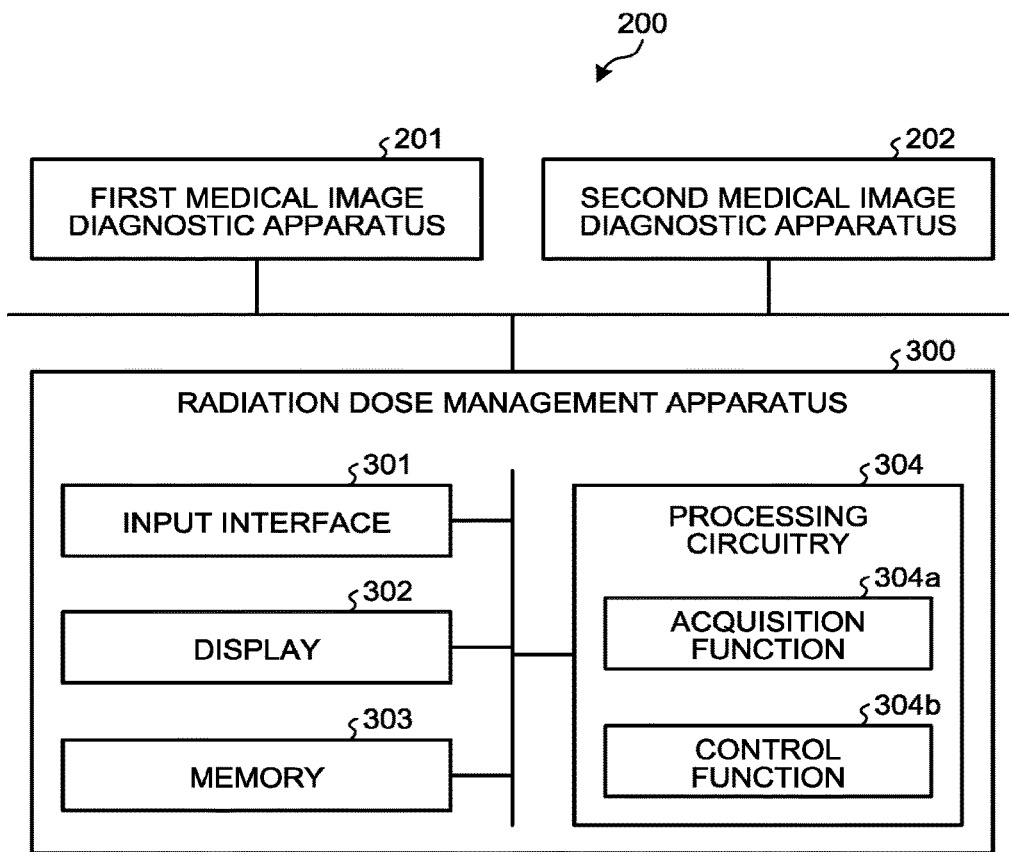 200
201
FIRST MEDICAL IMAGE
DIAGNOSTIC APPARATUS
202
SECOND MEDICAL IMAGE
DIAGNOSTIC APPARATUS
300
RADIATION DOSE MANAGEMENT APPARATUS
301
INPUT INTERFACE
302
DISPLAY
303
MEMORY
304
PROCESSING
CIRCUITRY
304a
ACQUISITION
FUNCTION
304b
CONTROL
FUNCTION